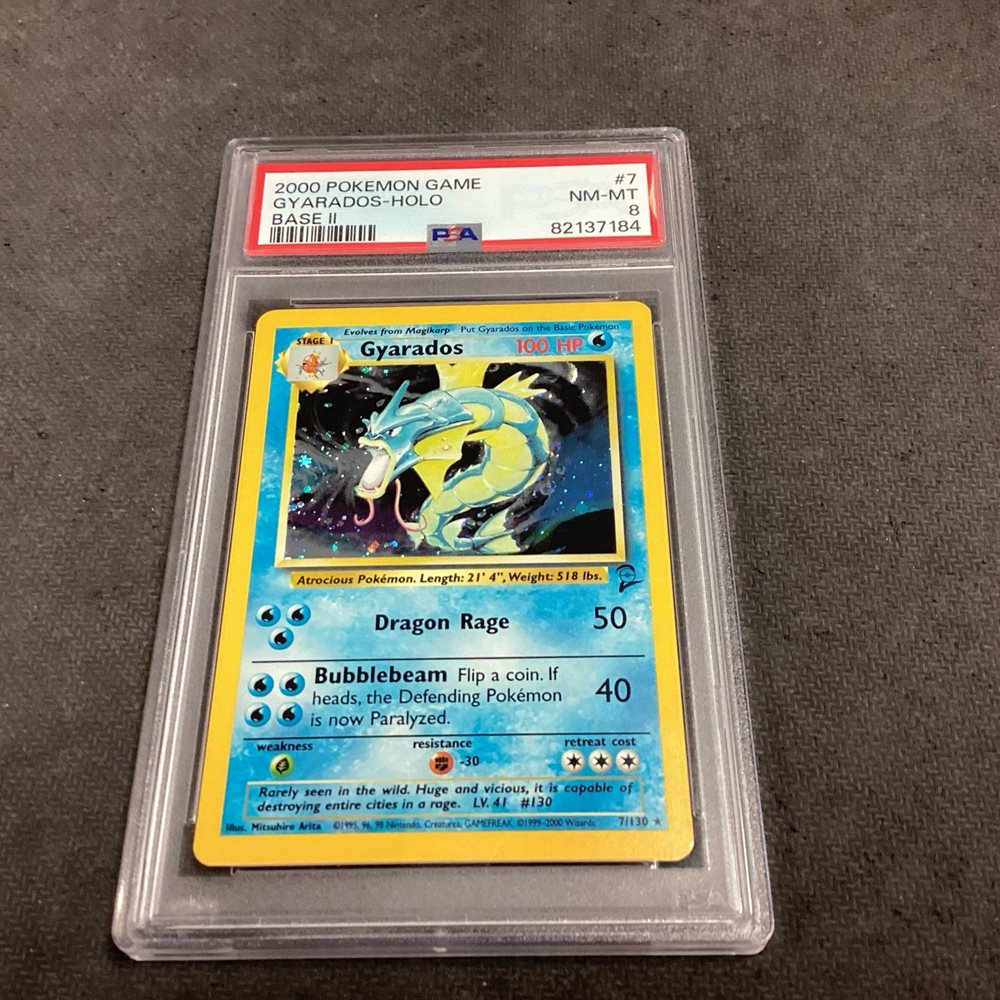 2000 POKEMON GAME #7
GYARADOS-HOLO NM-MT
BASE II 8
PSA 82137184
Evolves from Magikarp Put Gyarados on the Basic Pokémon
STAGE 1
Gyarados 100 HP
Atrocious Pokémon. Length: 21' 4", Weight: 518 lbs.
Dragon Rage 50
Bubblebeam Flip a coin. If
heads, the Defending Pokémon 40
is now Paralyzed.
weakness resistance retreat cost
-30
Rarely seen in the wild. Huge and vicious, it is capable of
destroying entire cities in a rage. LV. 41 #130
Illus. Mitsuhiro Arita ©1995, 96, 98 Nintendo, Creatures, GAMEFREAK. ©1999-2000 Wizards. 7/130 ★